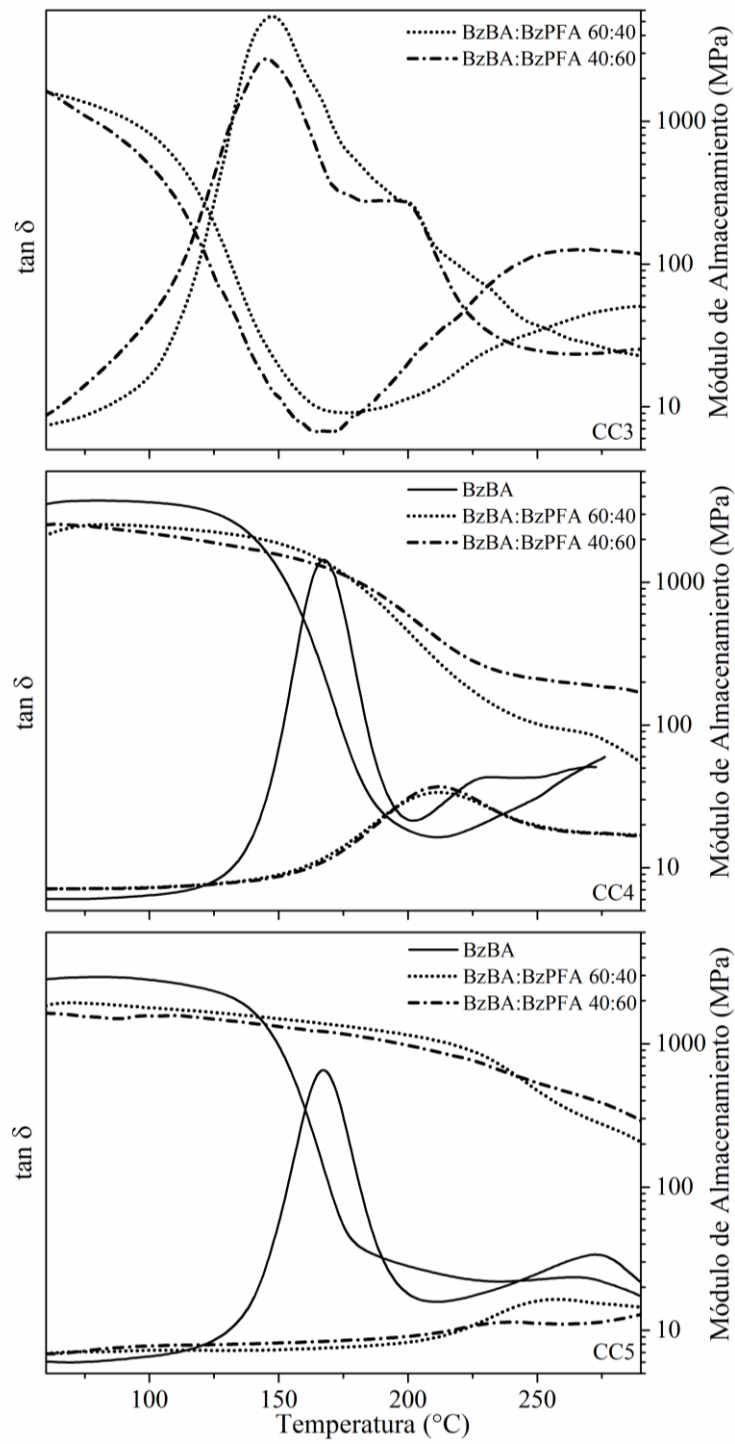 BzBA:BzPFA 60:40
BzBA:BzPFA 40:60
1000
100
10
tan δ
Módulo de Almacenamiento (MPa)
CC3
BzBA
BzBA:BzPFA 60:40
BzBA:BzPFA 40:60
1000
100
10
tan δ
Módulo de Almacenamiento (MPa)
CC4
BzBA
BzBA:BzPFA 60:40
BzBA:BzPFA 40:60
1000
100
10
tan δ
Módulo de Almacenamiento (MPa)
CC5
100 150 200 250
Temperatura (°C)